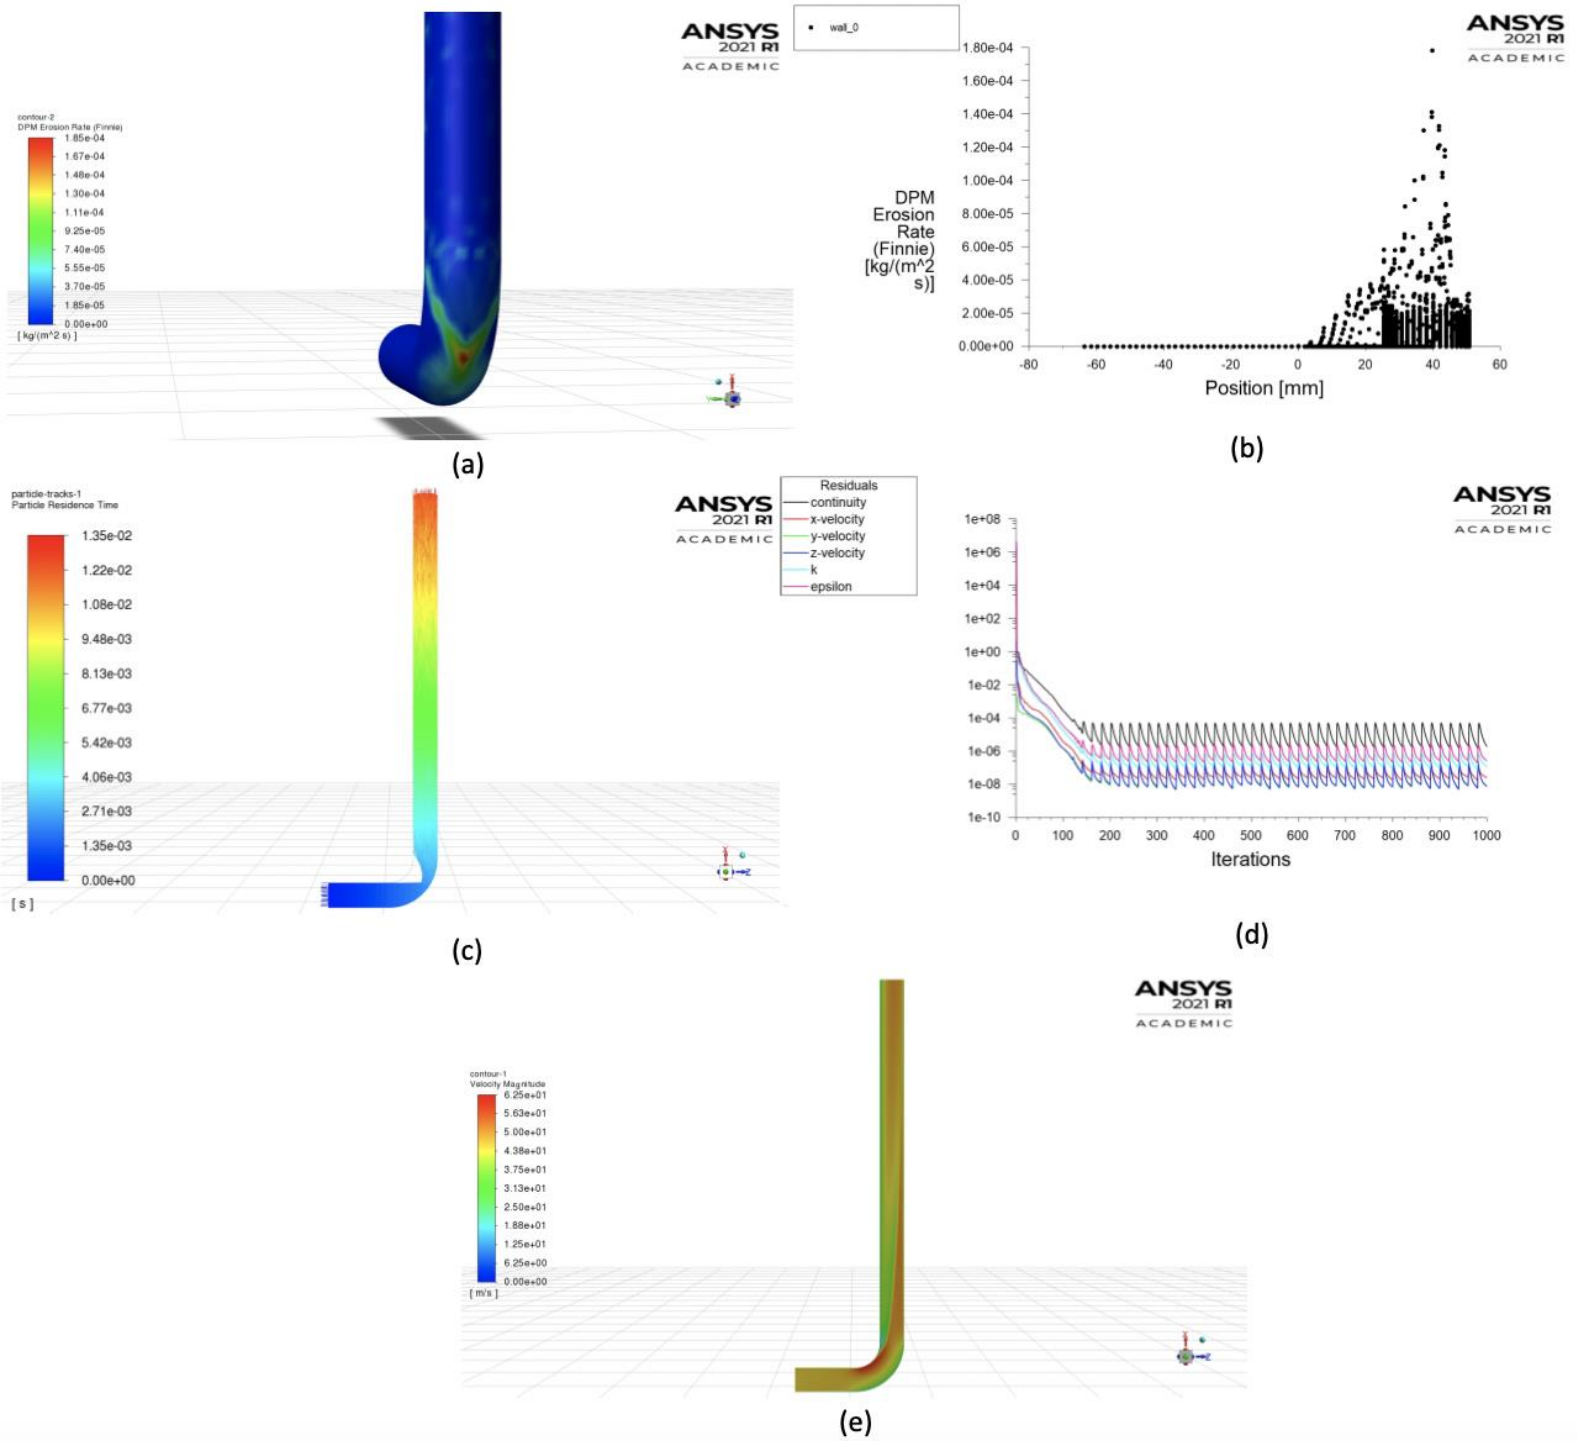 ANSYS
2021 R1
ACADEMIC
contour-2
DPM Erosion Rate (Finnie)
1.85e-04
1.67e-04
1.48e-04
1.30e-04
1.11e-04
9.25e-05
7.40e-05
5.55e-05
3.70e-05
1.85e-05
0.00e+00
[ kg/(m^2 s) ]
(a)
wall_0
ANSYS
2021 R1
ACADEMIC
1.80e-04
1.60e-04
1.40e-04
1.20e-04
1.00e-04
8.00e-05
6.00e-05
4.00e-05
2.00e-05
0.00e+00
DPM
Erosion
Rate
(Finnie)
[kg/(m^2
s)]
-80 -60 -40 -20 0 20 40 60
Position [mm]
(b)
particle-tracks-1
Particle Residence Time
1.35e-02
1.22e-02
1.08e-02
9.48e-03
8.13e-03
6.77e-03
5.42e-03
4.06e-03
2.71e-03
1.35e-03
0.00e+00
[ s ]
ANSYS
2021 R1
ACADEMIC
Z
(c)
Residuals
continuity
x-velocity
y-velocity
z-velocity
k
epsilon
ANSYS
2021 R1
ACADEMIC
1e+08
1e+06
1e+04
1e+02
1e+00
1e-02
1e-04
1e-06
1e-08
1e-10
0 100 200 300 400 500 600 700 800 900 1000
Iterations
(d)
ANSYS
2021 R1
ACADEMIC
contour-1
Velocity Magnitude
6.25e+01
5.63e+01
5.00e+01
4.38e+01
3.75e+01
3.13e+01
2.50e+01
1.88e+01
1.25e+01
6.25e+00
0.00e+00
[ m/s ]
Z
(e)